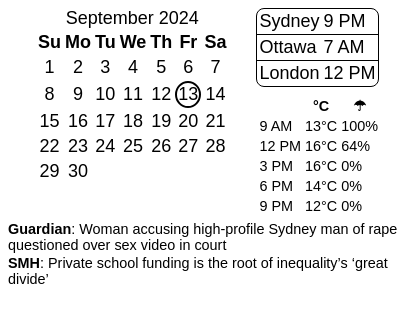 September 2024
Su Mo Tu We Th Fr Sa
1 2 3 4 5 6 7
8 9 10 11 12 13 14
15 16 17 18 19 20 21
22 23 24 25 26 27 28
29 30
Sydney 9 PM
Ottawa 7 AM
London 12 PM
°C ☂
9 AM 13°C 100%
12 PM 16°C 64%
3 PM 16°C 0%
6 PM 14°C 0%
9 PM 12°C 0%
Guardian: Woman accusing high-profile Sydney man of rape
questioned over sex video in court
SMH: Private school funding is the root of inequality’s ‘great
divide’